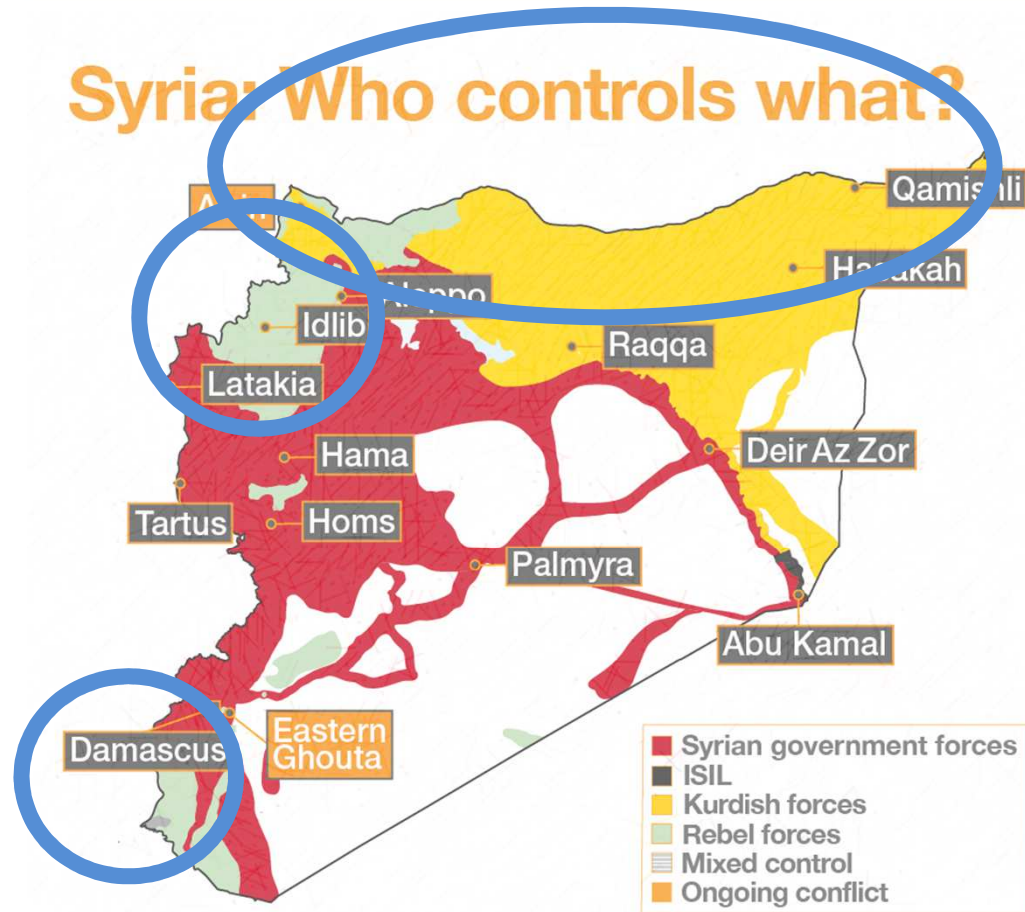 Syria: Who controls what?
Qamishli
Hasakah
Aleppo
Idlib
Raqqa
Latakia
Hama
Deir Az Zor
Tartus
Homs
Palmyra
Abu Kamal
Damascus
Eastern
Ghouta
Syrian government forces
ISIL
Kurdish forces
Rebel forces
Mixed control
Ongoing conflict